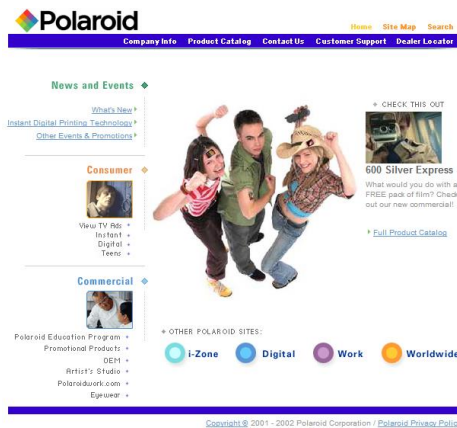 Polaroid
Home Site Map Search
Company Info Product Catalog Contact Us Customer Support Dealer Locator
News and Events
What's New
Instant Digital Printing Technology
Other Events & Promotions
Consumer
View TV Ads
Instant
Digital
Teens
Commercial
Polaroid Education Program
Promotional Products
OEM
Artist's Studio
Polaroidwork.com
Eyewear
CHECK THIS OUT
600 Silver Express
What would you do with a
FREE pack of film? Check
out our new commercial!
Full Product Catalog
OTHER POLAROID SITES:
i-Zone Digital Work Worldwide
Copyright © 2001 - 2002 Polaroid Corporation / Polaroid Privacy Polic